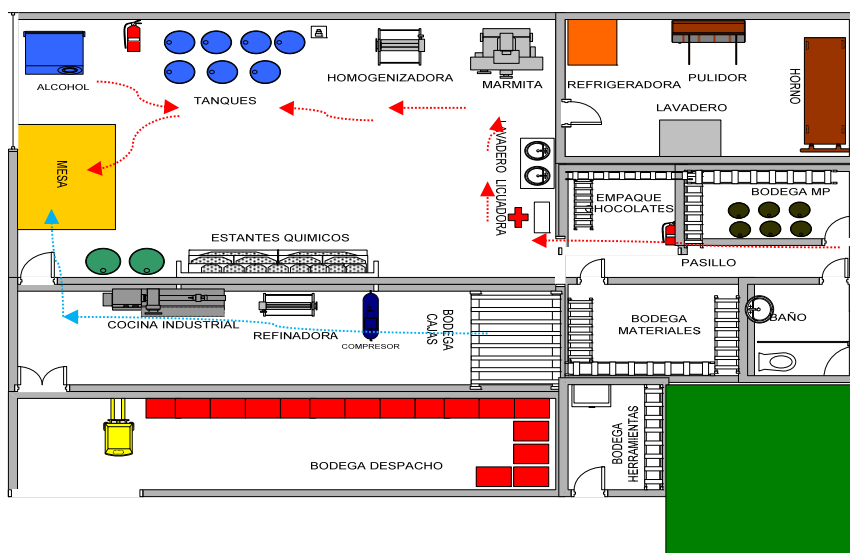 ALCOHOL
TANQUES
HOMOGENIZADORA
MARMITA
REFRIGERADORA
PULIDOR
HORNO
LAVADERO
MESA
LAVADERO LICUADORA
EMPAQUE
CHOCOLATES
BODEGA MP
ESTANTES QUIMICOS
PASILLO
COCINA INDUSTRIAL
REFINADORA
COMPRESOR
BODEGA
CAJAS
BODEGA
MATERIALES
BAÑO
BODEGA DESPACHO
BODEGA
HERRAMIENTAS